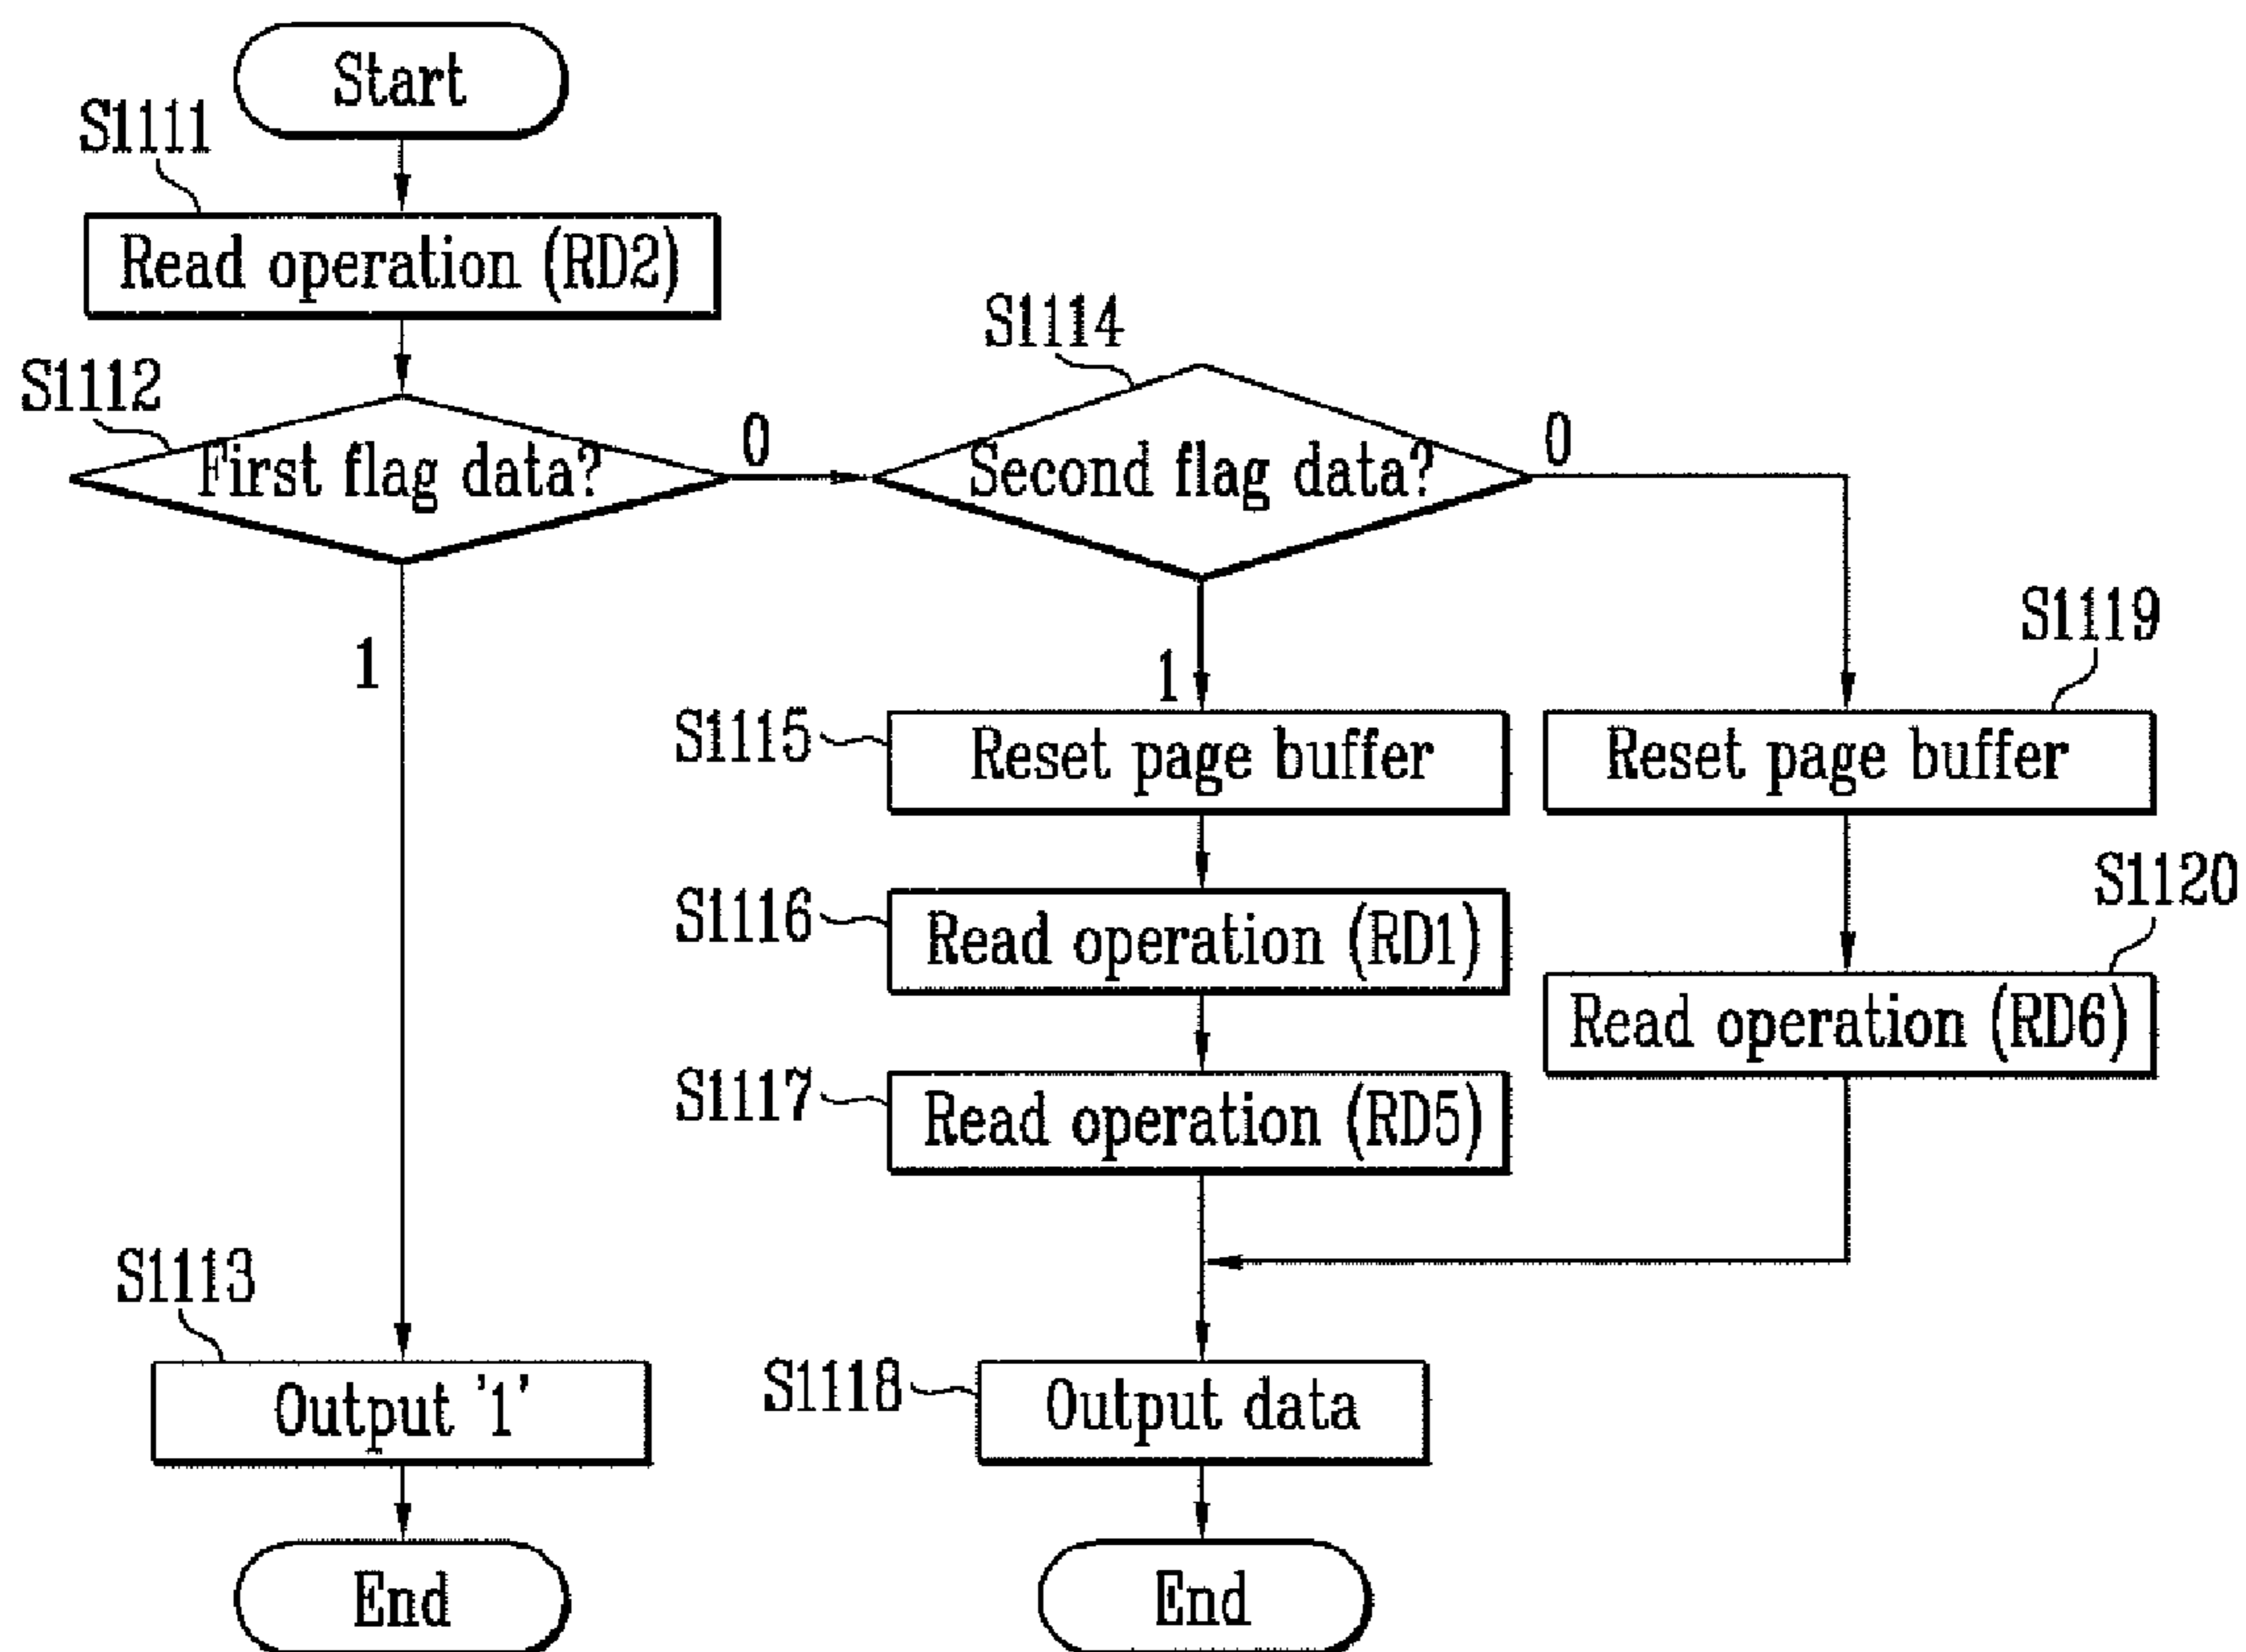 Start
S1111
Read operation (RD2)
S1112
First flag data?
0
1
S1114
Second flag data?
0
1
S1115
Reset page buffer
S1119
Reset page buffer
S1116
Read operation (RD1)
S1120
Read operation (RD6)
S1117
Read operation (RD5)
S1113
Output '1'
S1118
Output data
End
End